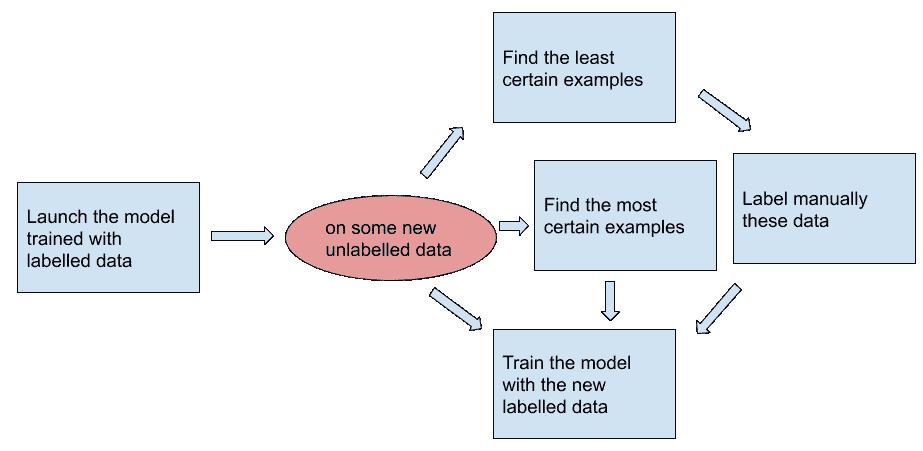 Launch the model
trained with
labelled data
on some new
unlabelled data
Find the least
certain examples
Find the most
certain examples
Label manually
these data
Train the model
with the new
labelled data